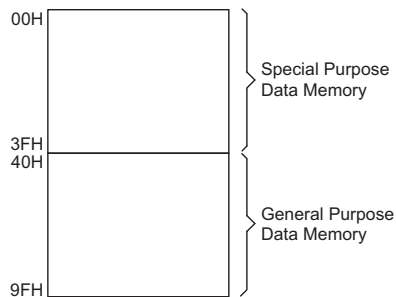 00H
Special Purpose
Data Memory
3FH
40H
General Purpose
Data Memory
9FH